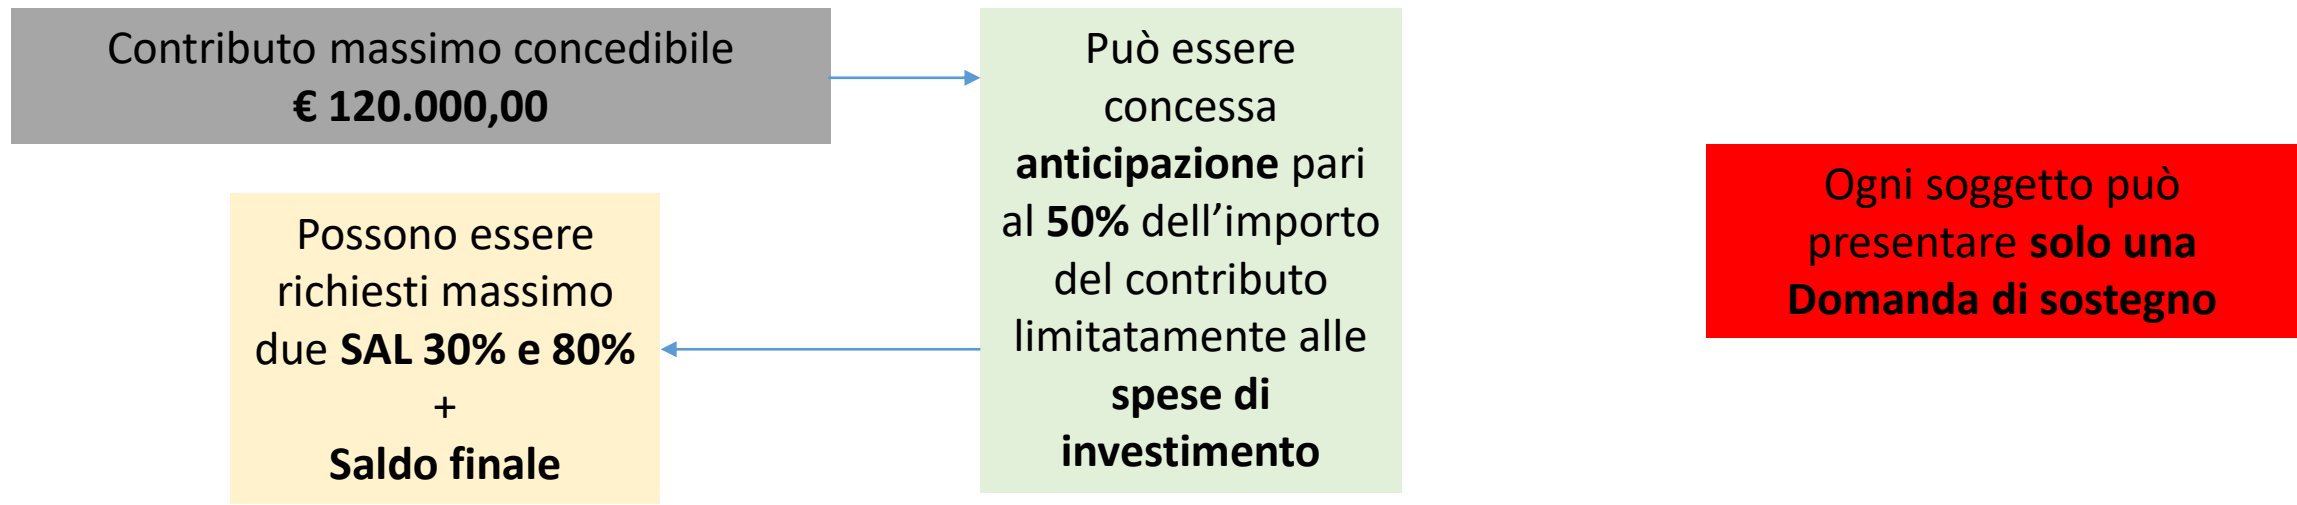 Contributo massimo concedibile
€ 120.000,00
Può essere
concessa
anticipazione pari
al 50% dell’importo
del contributo
limitatamente alle
spese di
investimento
Possono essere
richiesti massimo
due SAL 30% e 80%
+
Saldo finale
Ogni soggetto può
presentare solo una
Domanda di sostegno